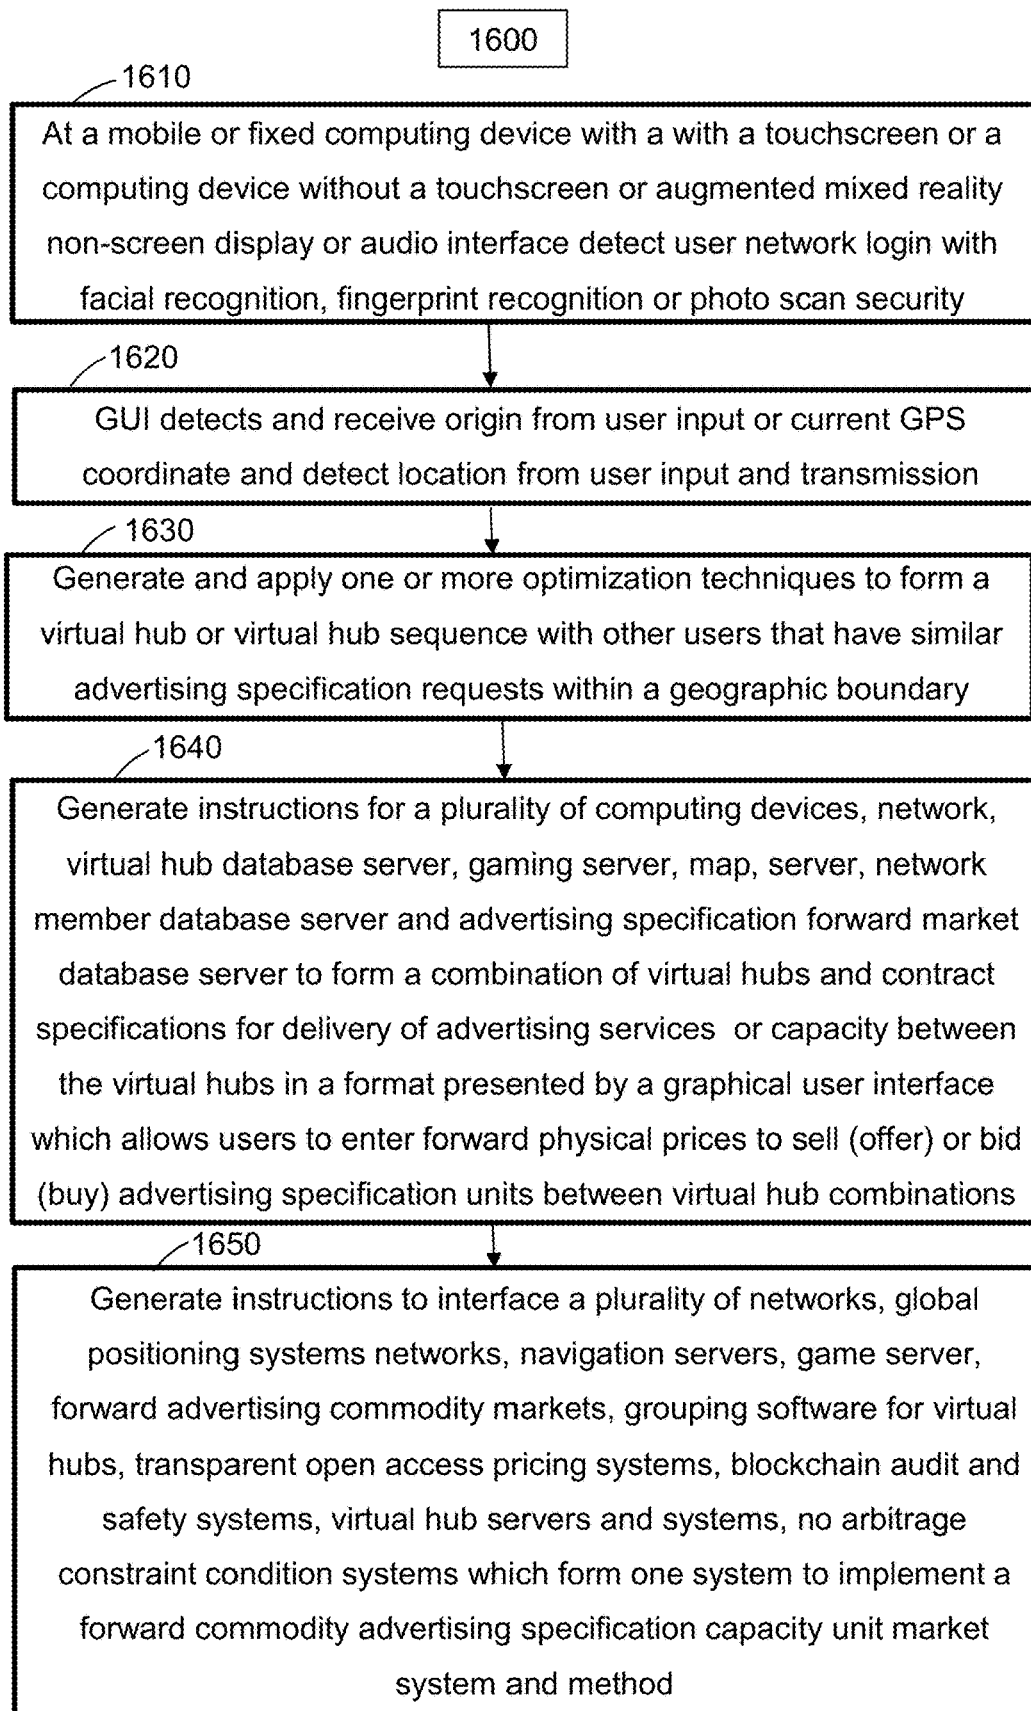 1600
1610
At a mobile or fixed computing device with a with a touchscreen or a
computing device without a touchscreen or augmented mixed reality
non-screen display or audio interface detect user network login with
facial recognition, fingerprint recognition or photo scan security
1620
GUI detects and receive origin from user input or current GPS
coordinate and detect location from user input and transmission
1630
Generate and apply one or more optimization techniques to form a
virtual hub or virtual hub sequence with other users that have similar
advertising specification requests within a geographic boundary
1640
Generate instructions for a plurality of computing devices, network,
virtual hub database server, gaming server, map, server, network
member database server and advertising specification forward market
database server to form a combination of virtual hubs and contract
specifications for delivery of advertising services or capacity between
the virtual hubs in a format presented by a graphical user interface
which allows users to enter forward physical prices to sell (offer) or bid
(buy) advertising specification units between virtual hub combinations
1650
Generate instructions to interface a plurality of networks, global
positioning systems networks, navigation servers, game server,
forward advertising commodity markets, grouping software for virtual
hubs, transparent open access pricing systems, blockchain audit and
safety systems, virtual hub servers and systems, no arbitrage
constraint condition systems which form one system to implement a
forward commodity advertising specification capacity unit market
system and method